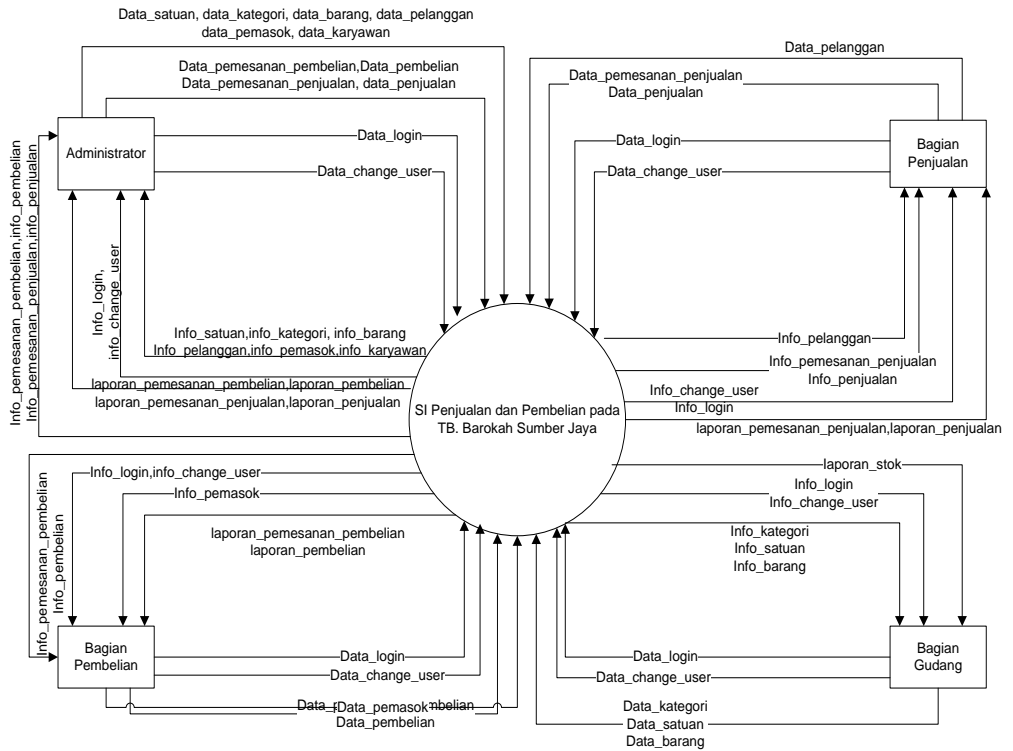 Data_satuan, data_kategori, data_barang, data_pelanggan
data_pemasok, data_karyawan
Data_pemesanan_pembelian,Data_pembelian
Data_pemesanan_penjualan, data_penjualan
Data_login
Data_change_user
Administrator
Info_pemesanan_pembelian,info_pembelian
Info_pemesanan_penjualan,info_penjualan
Info_login,
info_change_user
Info_satuan,info_kategori, info_barang
Info_pelanggan,info_pemasok,info_karyawan
laporan_pemesanan_pembelian,laporan_pembelian
laporan_pemesanan_penjualan,laporan_penjualan
Data_pelanggan
Data_pemesanan_penjualan
Data_penjualan
Data_login
Data_change_user
Bagian
Penjualan
Info_pelanggan
Info_pemesanan_penjualan
Info_penjualan
Info_change_user
Info_login
laporan_pemesanan_penjualan,laporan_penjualan
SI Penjualan dan Pembelian pada
TB. Barokah Sumber Jaya
Info_login,info_change_user
Info_pemasok
laporan_pemesanan_pembelian
laporan_pembelian
Info_pemesanan_pembelian
Info_pembelian
Bagian
Pembelian
Data_login
Data_change_user
Data_pemasok
Data_pembelian
laporan_stok
Info_login
Info_change_user
Info_kategori
Info_satuan
Info_barang
Bagian
Gudang
Data_login
Data_change_user
Data_kategori
Data_satuan
Data_barang